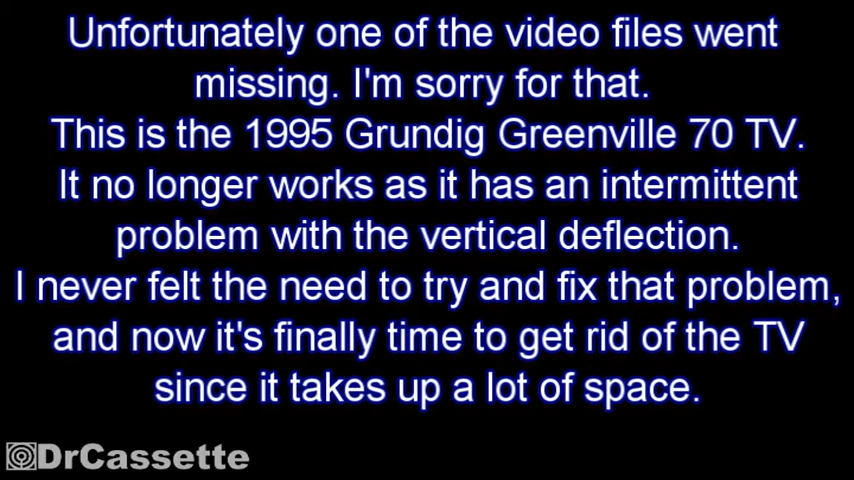 Unfortunately one of the video files went
missing. I'm sorry for that.
This is the 1995 Grundig Greenville 70 TV.
It no longer works as it has an intermittent
problem with the vertical deflection.
I never felt the need to try and fix that problem,
and now it's finally time to get rid of the TV
since it takes up a lot of space.
DrCassette